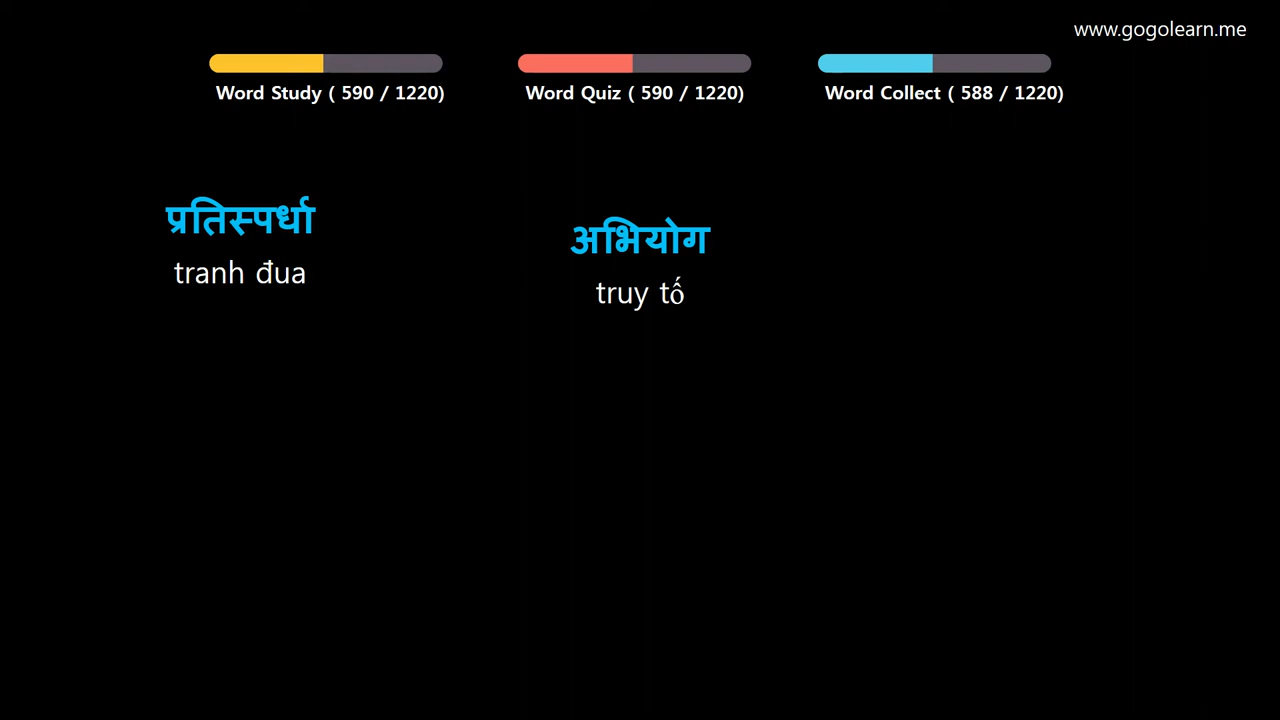 www.gogolearn.me
Word Study ( 590 / 1220)
Word Quiz ( 590 / 1220)
Word Collect ( 588 / 1220)
प्रतिस्पर्धा
tranh đua
अभियोग
truy tố